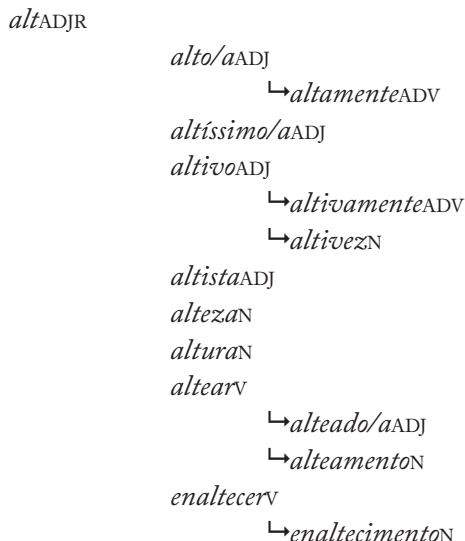 altADJR
alto/aADJ
↳altamenteADV
altíssimo/aADJ
altivoADJ
↳altivamenteADV
↳altivezN
altistaADJ
altezaN
alturaN
altearV
↳alteado/aADJ
↳alteamentoN
enaltecerV
↳enaltecimentoN